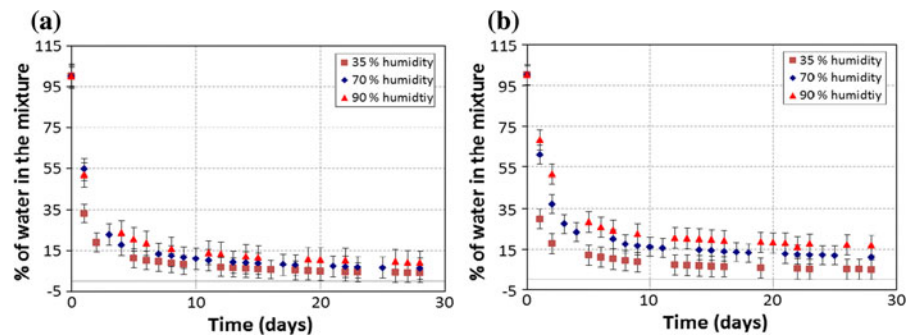 (a)
% of water in the mixture
115
95
75
55
35
15
-5
0
10
20
30
Time (days)
35 % humidity
70 % humidity
90 % humidtiy
(b)
% of water in the mixture
115
95
75
55
35
15
-5
0
10
20
30
Time (days)
35 % humidity
70 % humidity
90 % humidtiy